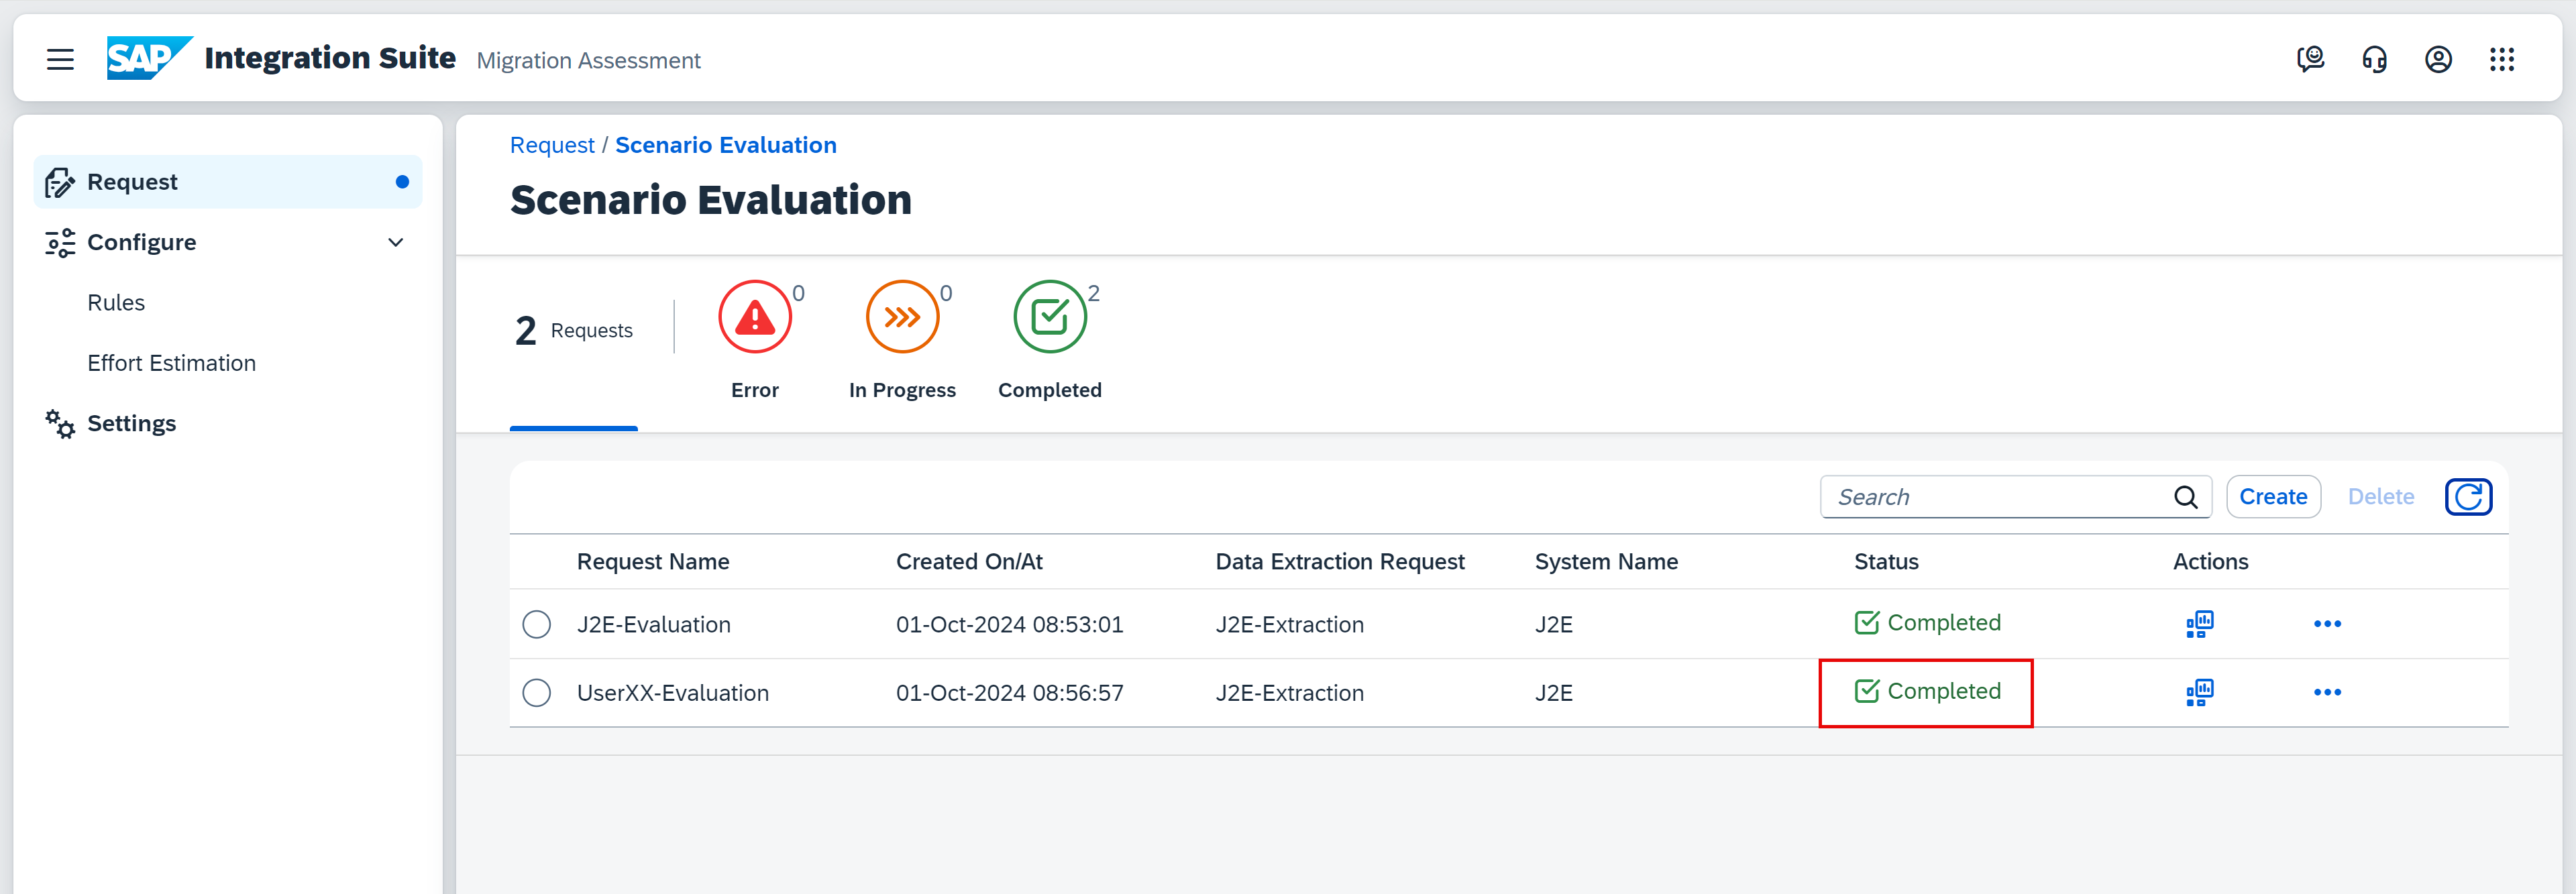 SAP Integration Suite Migration Assessment
Request
Configure
Rules
Effort Estimation
Settings
Request / Scenario Evaluation
Scenario Evaluation
2 Requests
0
Error
0
In Progress
2
Completed
Search Create Delete
Request Name Created On/At Data Extraction Request System Name Status Actions
J2E-Evaluation 01-Oct-2024 08:53:01 J2E-Extraction J2E Completed
UserXX-Evaluation 01-Oct-2024 08:56:57 J2E-Extraction J2E Completed